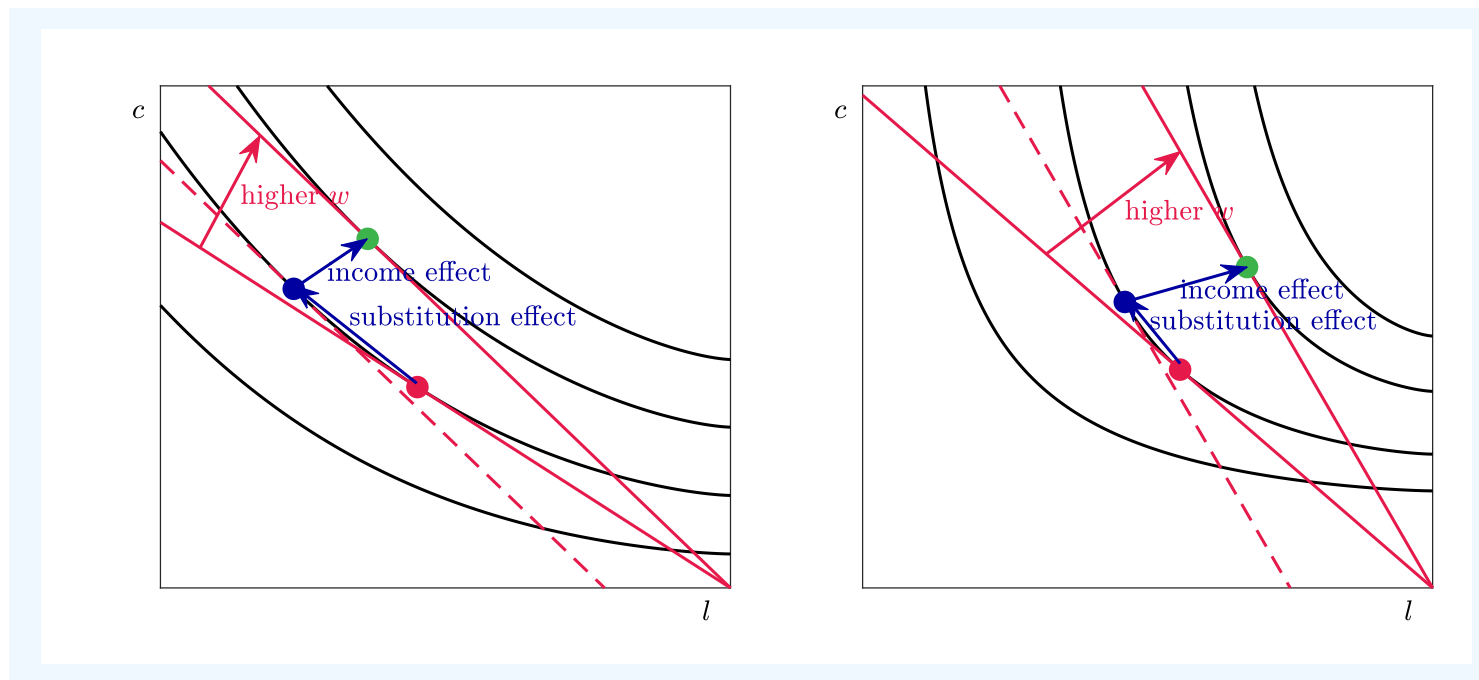 c
higher w
income effect
substitution effect
l
c
higher w
income effect
substitution effect
l